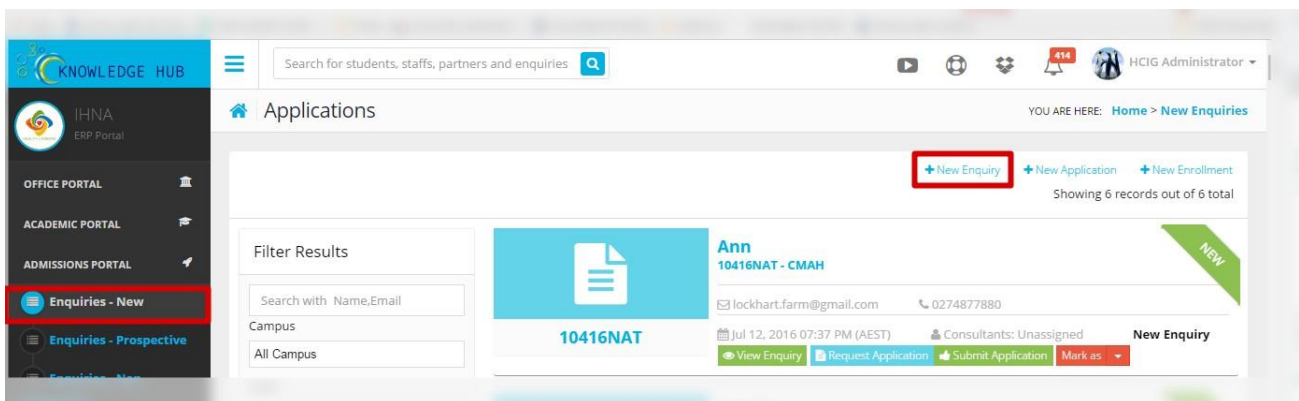 KNOWLEDGE HUB
Search for students, staffs, partners and enquiries
414
HCIG Administrator
IHNA
ERP Portal
Applications
YOU ARE HERE: Home > New Enquiries
OFFICE PORTAL
ACADEMIC PORTAL
ADMISSIONS PORTAL
Enquiries - New
Enquiries - Prospective
+ New Enquiry + New Application + New Enrollment
Showing 6 records out of 6 total
Filter Results
Search with Name,Email
Campus
All Campus
10416NAT
Ann
10416NAT - CMAH
NEW
lockhart.farm@gmail.com 0274877880
Jul 12, 2016 07:37 PM (AEST) Consultants: Unassigned New Enquiry
View Enquiry Request Application Submit Application Mark as